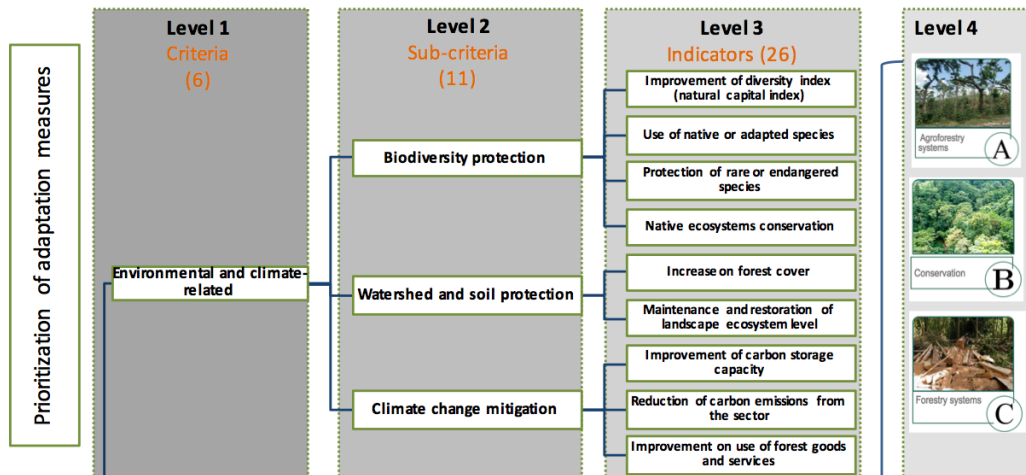 Prioritization of adaptation measures
Level 1
Criteria
(6)
Environmental and climate-
related
Level 2
Sub-criteria
(11)
Biodiversity protection
Watershed and soil protection
Climate change mitigation
Level 3
Indicators (26)
Improvement of diversity index
(natural capital index)
Use of native or adapted species
Protection of rare or endangered
species
Native ecosystems conservation
Increase on forest cover
Maintenance and restoration of
landscape ecosystem level
Improvement of carbon storage
capacity
Reduction of carbon emissions from
the sector
Improvement on use of forest goods
and services
Level 4
Agroforestry
systems
A
Conservation
B
Forestry systems
C